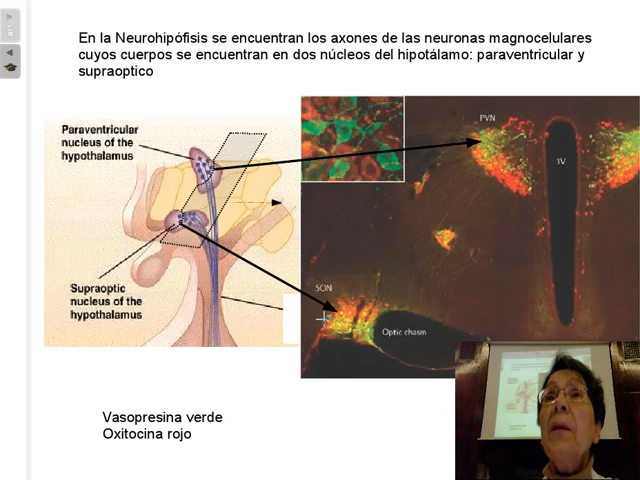 En la Neurohipófisis se encuentran los axones de las neuronas magnocelulares
cuyos cuerpos se encuentran en dos núcleos del hipotálamo: paraventricular y
supraoptico
Paraventricular
nucleus of the
hypothalamus
PVN
3V
Supraoptic
nucleus of the
hypothalamus
SON
Optic chasm
Vasopresina verde
Oxitocina rojo